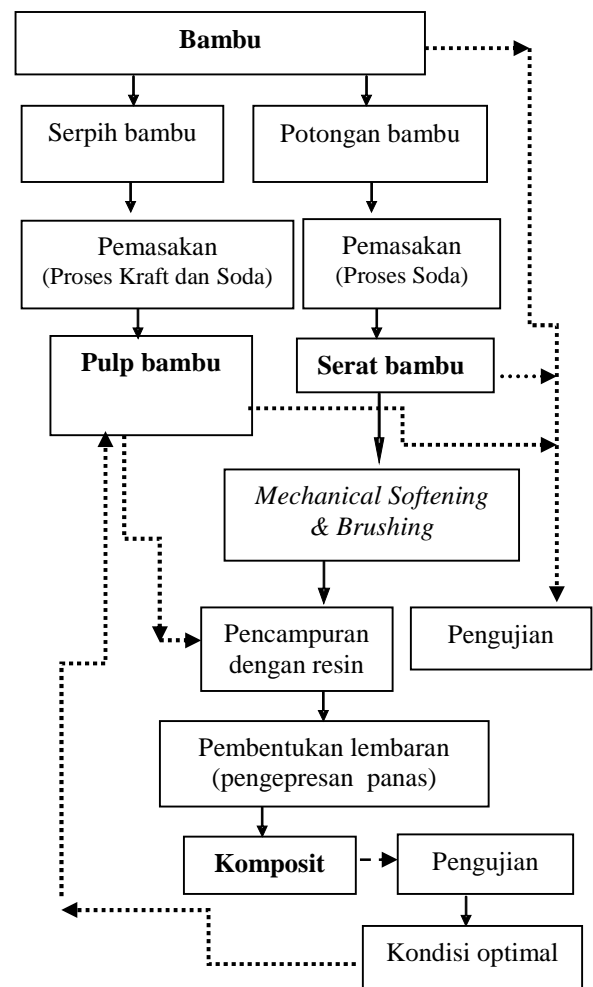 Bambu
Serpih bambu
Potongan bambu
Pemasakan
(Proses Kraft dan Soda)
Pemasakan
(Proses Soda)
Pulp bambu
Serat bambu
Mechanical Softening
& Brushing
Pencampuran
dengan resin
Pengujian
Pembentukan lembaran
(pengepresan panas)
Komposit
Pengujian
Kondisi optimal